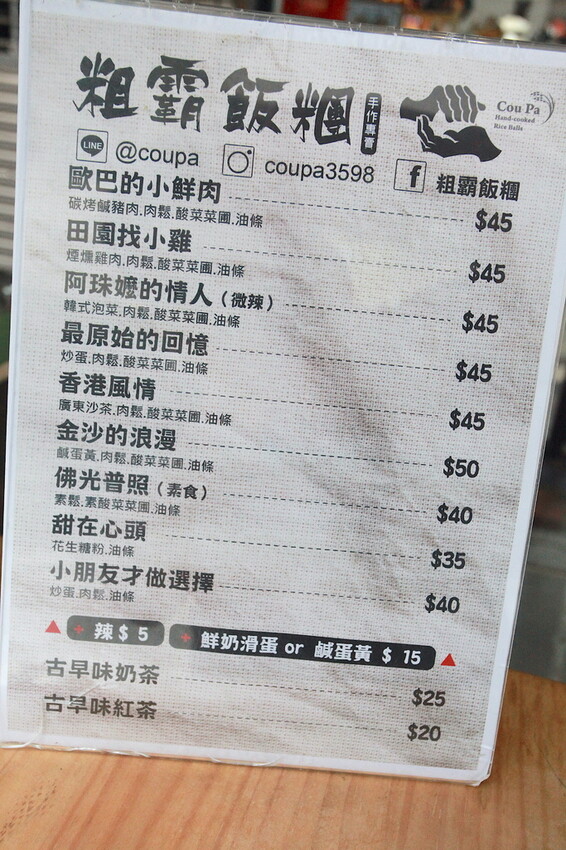 粗霸飯糰
手作專賣
Cou Pa
Hand-cooked
Rice Balls
LINE @coupa
coupa3598
f 粗霸飯糰
歐巴的小鮮肉 $45
碳烤鹹豬肉.肉鬆.酸菜菜圃.油條
田園找小雞 $45
煙燻雞肉.肉鬆.酸菜菜圃.油條
阿珠嬤的情人(微辣) $45
韓式泡菜.肉鬆.酸菜菜圃.油條
最原始的回憶 $45
炒蛋.肉鬆.酸菜菜圃.油條
香港風情 $45
廣東沙茶.肉鬆.酸菜菜圃.油條
金沙的浪漫 $50
鹹蛋黃.肉鬆.酸菜菜圃.油條
佛光普照(素食) $40
素鬆.素酸菜菜圃.油條
甜在心頭 $35
花生糖粉.油條
小朋友才做選擇 $40
炒蛋.肉鬆.油條
+ 辣 $ 5 + 鮮奶滑蛋 or 鹹蛋黃 $ 15
古早味奶茶 $25
古早味紅茶 $20